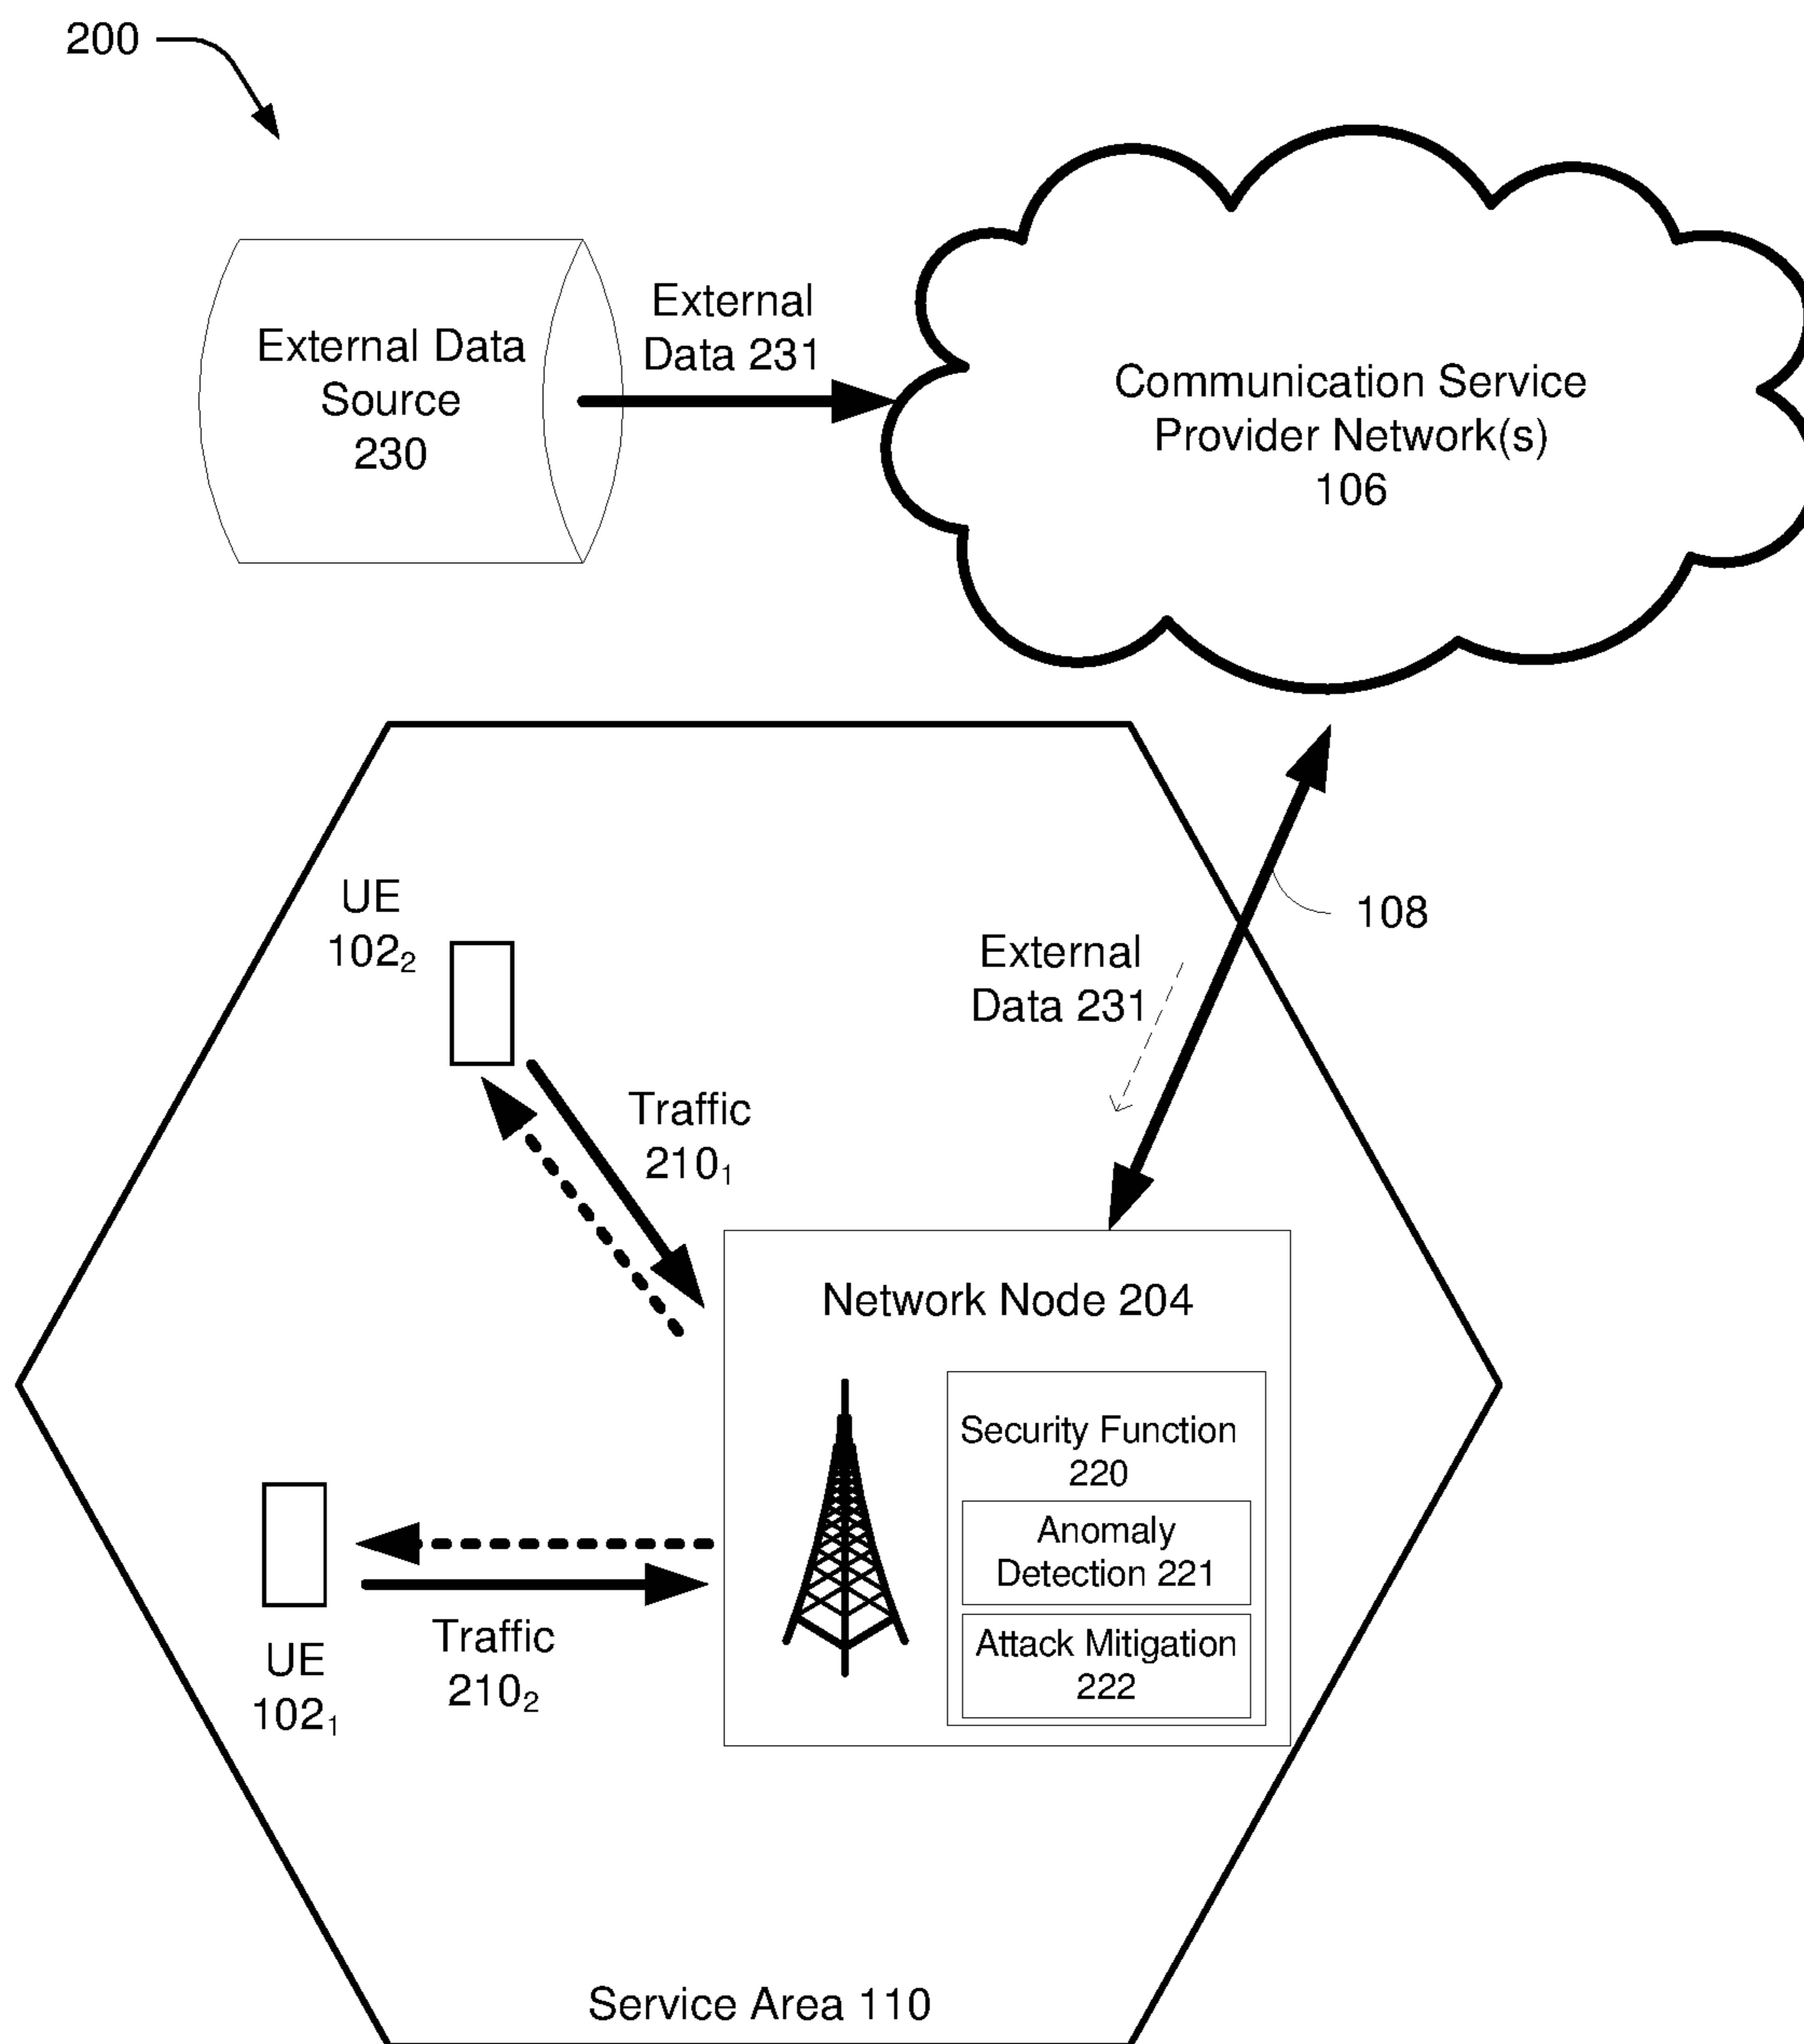 200
External
Data 231
External Data
Source
230
Communication Service
Provider Network(s)
106
UE
102₂
108
External
Data 231
Traffic
210₁
Network Node 204
Security Function
220
Anomaly
Detection 221
Attack Mitigation
222
UE
102₁
Traffic
210₂
Service Area 110